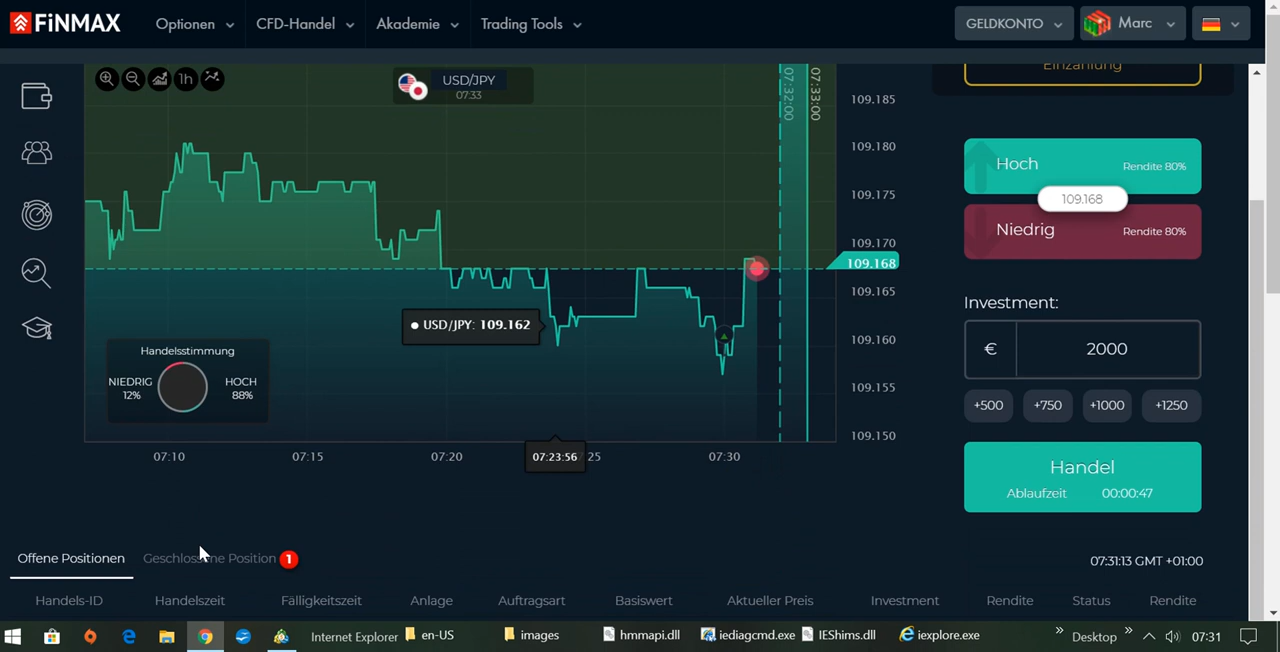 FiNMAX
Optionen
CFD-Handel
Akademie
Trading Tools
GELDKONTO
Marc
1h
USD/JPY
07:33
07:32:00
07:33:00
Einzahlung
109.185
109.180
109.175
109.170
109.168
109.165
109.160
109.155
109.150
Hoch
Rendite 80%
109.168
Niedrig
Rendite 80%
Investment:
€
2000
+500
+750
+1000
+1250
Handel
Ablaufzeit 00:00:47
USD/JPY: 109.162
Handelsstimmung
NIEDRIG
12%
HOCH
88%
07:10
07:15
07:20
07:23:56
25
07:30
Offene Positionen
Geschlossene Position
1
07:31:13 GMT +01:00
Handels-ID
Handelszeit
Fälligkeitszeit
Anlage
Auftragsart
Basiswert
Aktueller Preis
Investment
Rendite
Status
Rendite
Internet Explorer
en-US
images
hmmapi.dll
iediagcmd.exe
IEShims.dll
iexplore.exe
»
Desktop
»
07:31